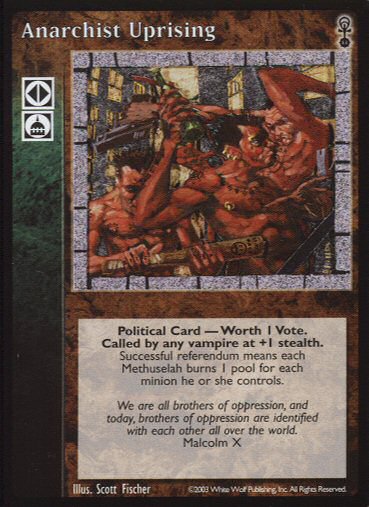 Anarchist Uprising
Political Card — Worth 1 Vote.
Called by any vampire at +1 stealth.
Successful referendum means each
Methuselah burns 1 pool for each
minion he or she controls.
We are all brothers of oppression, and
today, brothers of oppression are identified
with each other all over the world.
Malcolm X
Illus. Scott Fischer
©2003 White Wolf Publishing, Inc. All Rights Reserved.